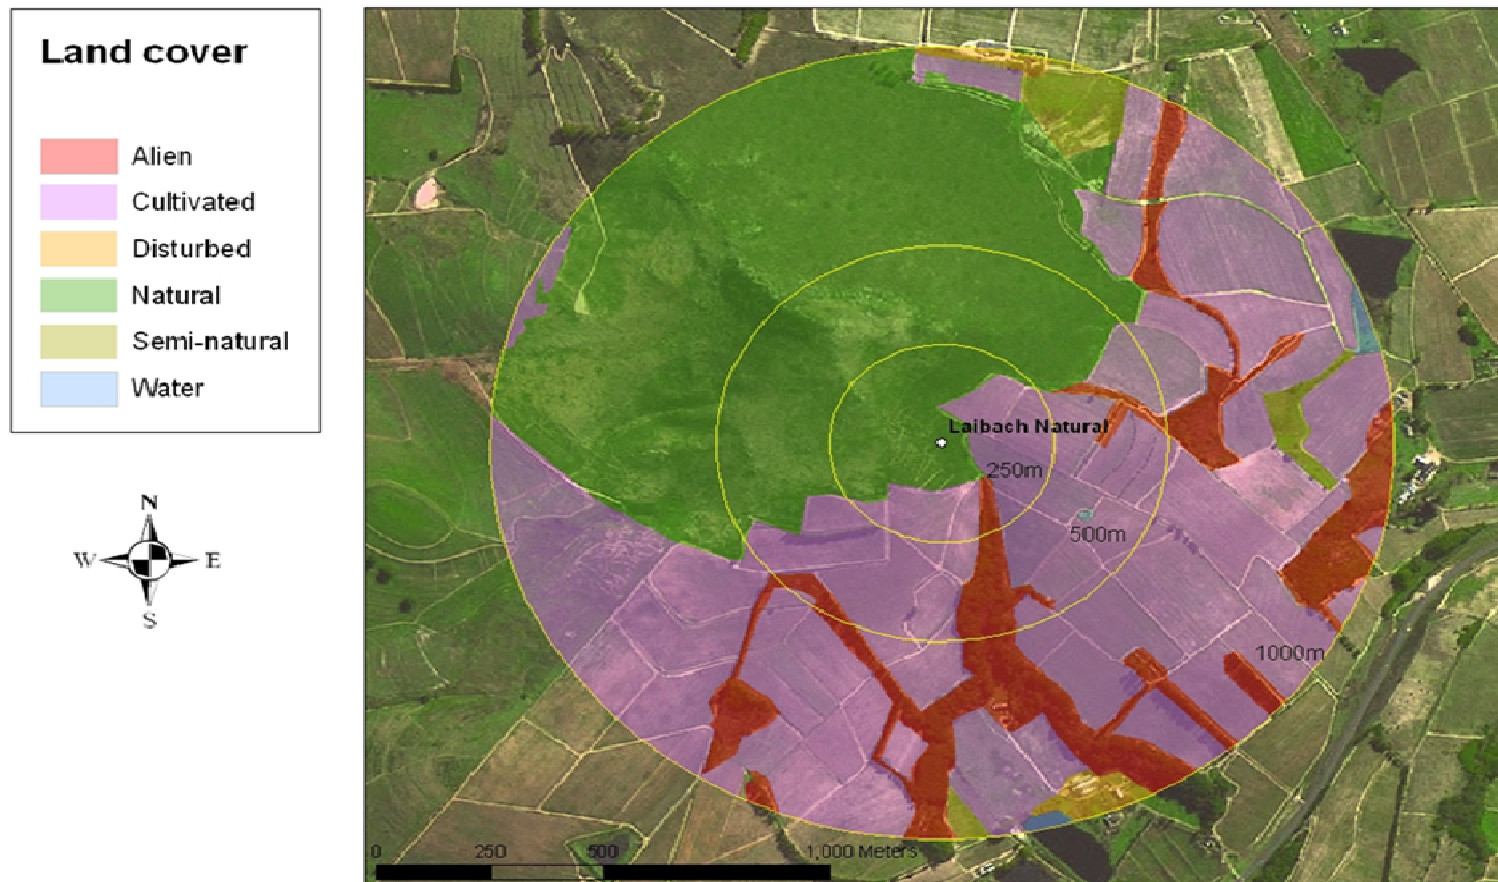 Land cover
Alien
Cultivated
Disturbed
Natural
Semi-natural
Water
N
W E
S
Laibach Natural
250m
500m
1000m
0 250 500 1,000 Meters